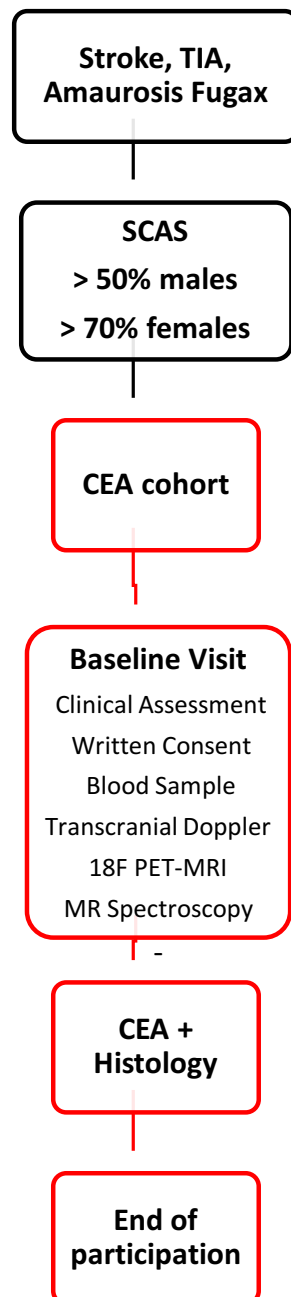 Stroke, TIA,
Amaurosis Fugax
SCAS
> 50% males
> 70% females
CEA cohort
Baseline Visit
Clinical Assessment
Written Consent
Blood Sample
Transcranial Doppler
18F PET-MRI
MR Spectroscopy
-
CEA +
Histology
End of
participation